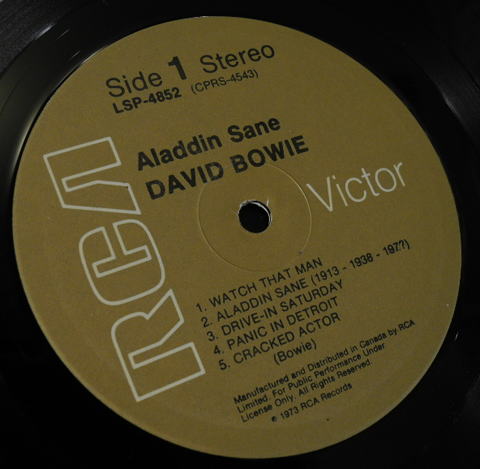 Side 1 Stereo
LSP-4852 (CPRS-4543)
Aladdin Sane
DAVID BOWIE
RCA
Victor
1. WATCH THAT MAN
2. ALADDIN SANE (1913 - 1938 - 197?)
3. DRIVE-IN SATURDAY
4. PANIC IN DETROIT
5. CRACKED ACTOR
(Bowie)
Manufactured and Distributed in Canada by RCA
Limited. For Public Performance Under
License Only. All Rights Reserved.
℗ 1973 RCA Records